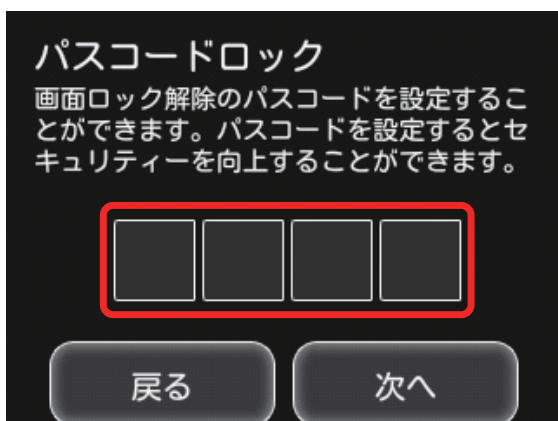 パスコードロック
画面ロック解除のパスコードを設定するこ
とができます。パスコードを設定するとセ
キュリティーを向上することができます。
戻る
次へ